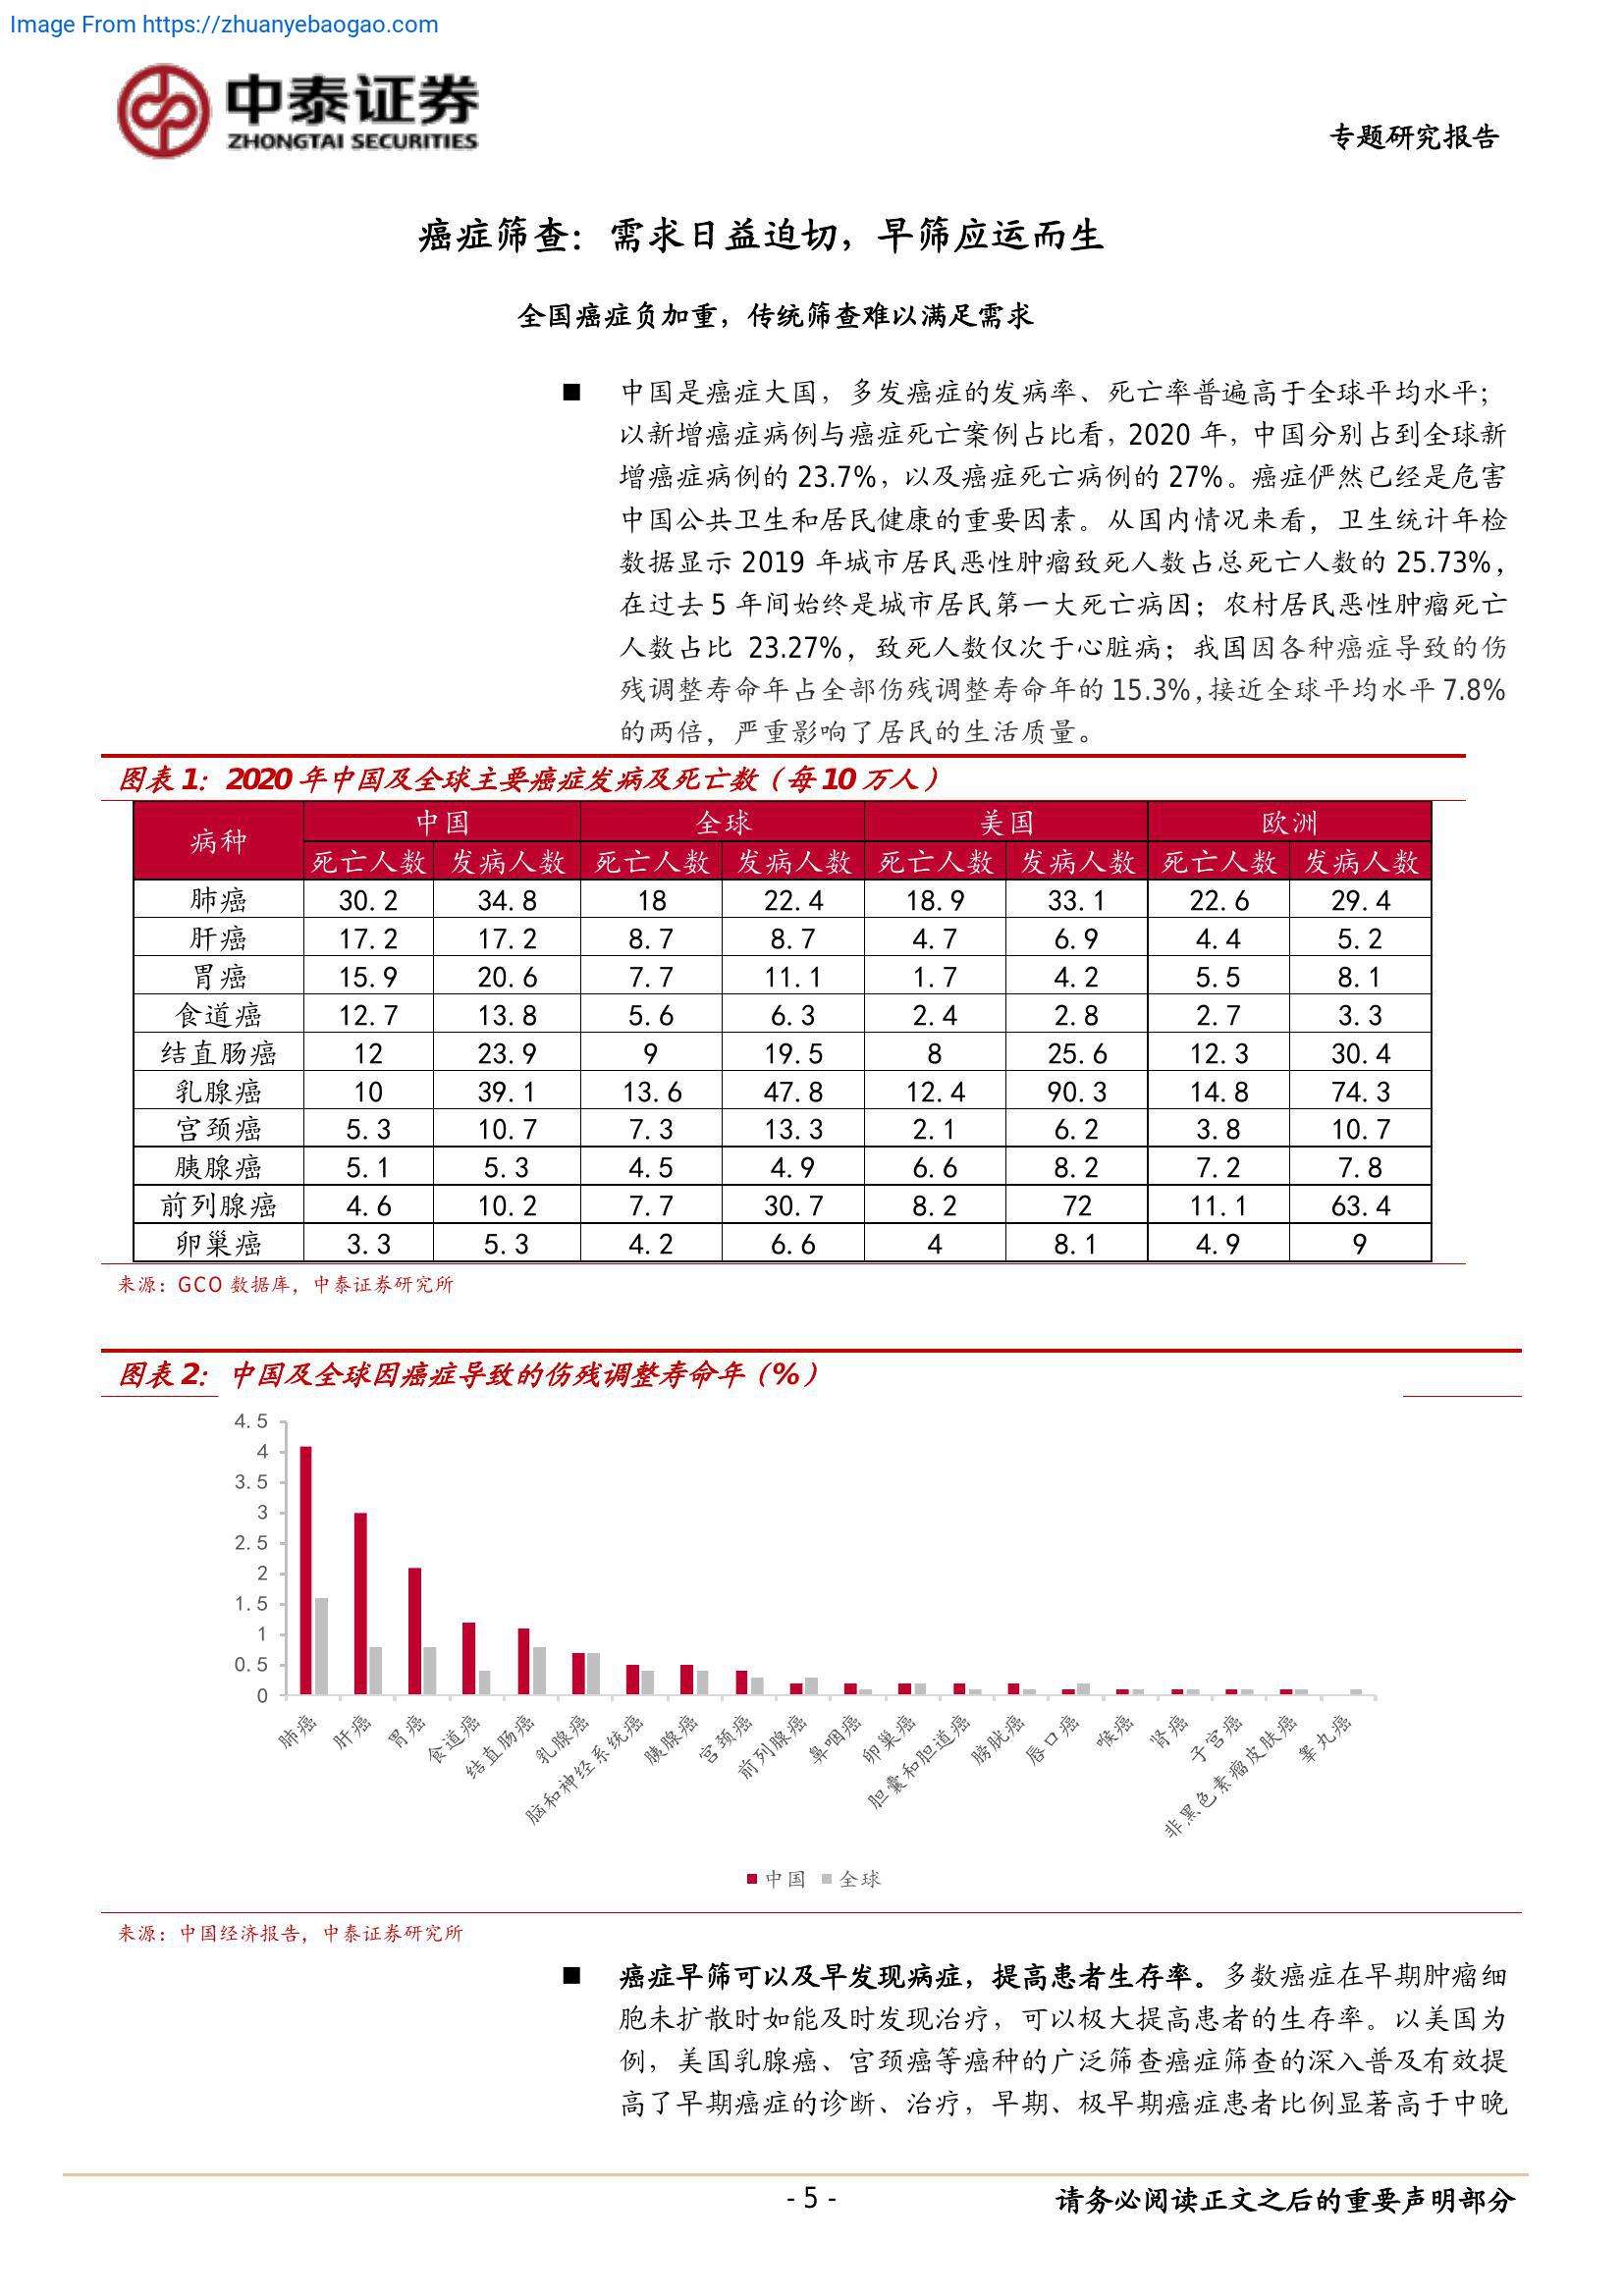 Image From https://zhuanyebaogao.com
中泰证券
ZHONGTAI SECURITIES
专题研究报告
癌症筛查：需求日益迫切，早筛应运而生
全国癌症负加重，传统筛查难以满足需求
■ 中国是癌症大国，多发癌症的发病率、死亡率普遍高于全球平均水平；
以新增癌症病例与癌症死亡案例占比看，2020 年，中国分别占到全球新
增癌症病例的 23.7%，以及癌症死亡病例的 27%。癌症俨然已经是危害
中国公共卫生和居民健康的重要因素。从国内情况来看，卫生统计年检
数据显示 2019 年城市居民恶性肿瘤致死人数占总死亡人数的 25.73%，
在过去 5 年间始终是城市居民第一大死亡病因；农村居民恶性肿瘤死亡
人数占比 23.27%，致死人数仅次于心脏病；我国因各种癌症导致的伤
残调整寿命年占全部伤残调整寿命年的 15.3%,接近全球平均水平 7.8%
的两倍，严重影响了居民的生活质量。
图表 1：2020 年中国及全球主要癌症发病及死亡数（每 10 万人）
病种 中国 全球 美国 欧洲
死亡人数 发病人数 死亡人数 发病人数 死亡人数 发病人数 死亡人数 发病人数
肺癌 30.2 34.8 18 22.4 18.9 33.1 22.6 29.4
肝癌 17.2 17.2 8.7 8.7 4.7 6.9 4.4 5.2
胃癌 15.9 20.6 7.7 11.1 1.7 4.2 5.5 8.1
食道癌 12.7 13.8 5.6 6.3 2.4 2.8 2.7 3.3
结直肠癌 12 23.9 9 19.5 8 25.6 12.3 30.4
乳腺癌 10 39.1 13.6 47.8 12.4 90.3 14.8 74.3
宫颈癌 5.3 10.7 7.3 13.3 2.1 6.2 3.8 10.7
胰腺癌 5.1 5.3 4.5 4.9 6.6 8.2 7.2 7.8
前列腺癌 4.6 10.2 7.7 30.7 8.2 72 11.1 63.4
卵巢癌 3.3 5.3 4.2 6.6 4 8.1 4.9 9
来源：GCO 数据库，中泰证券研究所
图表 2：中国及全球因癌症导致的伤残调整寿命年（%）
4.5
4
3.5
3
2.5
2
1.5
1
0.5
0
肺癌 肝癌 胃癌 食道癌 结直肠癌 乳腺癌 脑和神经系统癌 胰腺癌 宫颈癌 前列腺癌 鼻咽癌 卵巢癌 胆囊和胆道癌 膀胱癌 唇口癌 喉癌 肾癌 子宫癌 非黑色素瘤皮肤癌 睾丸癌
中国 全球
来源：中国经济报告，中泰证券研究所
■ 癌症早筛可以及早发现病症，提高患者生存率。多数癌症在早期肿瘤细
胞未扩散时如能及时发现治疗，可以极大提高患者的生存率。以美国为
例，美国乳腺癌、宫颈癌等癌种的广泛筛查癌症筛查的深入普及有效提
高了早期癌症的诊断、治疗，早期、极早期癌症患者比例显著高于中晚
- 5 -
请务必阅读正文之后的重要声明部分